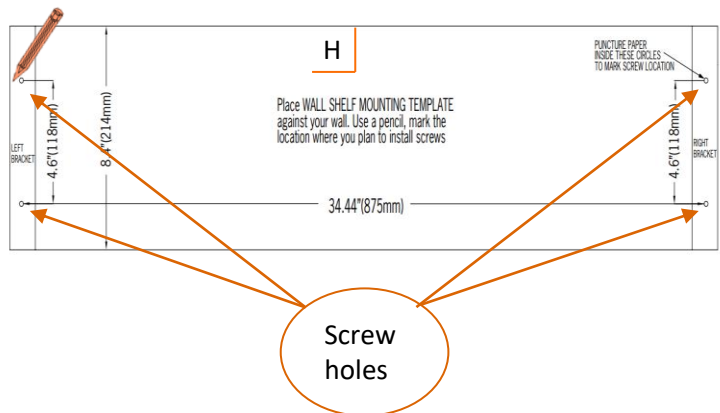 H
PUNCTURE PAPER
INSIDE THESE CIRCLES
TO MARK SCREW LOCATION
Place WALL SHELF MOUNTING TEMPLATE
against your wall. Use a pencil, mark the
location where you plan to install screws
LEFT
BRACKET
4.6"(118mm)
8.4"(214mm)
4.6"(118mm)
RIGHT
BRACKET
34.44"(875mm)
Screw
holes